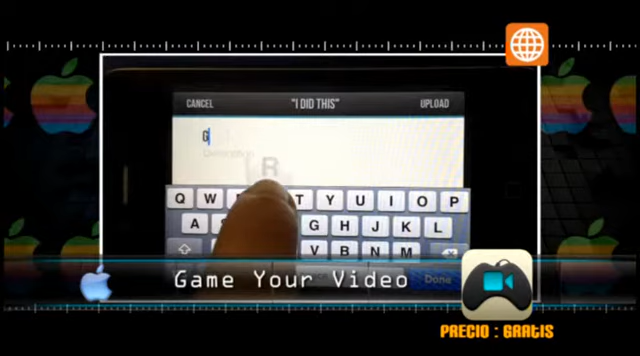 CANCEL "I DID THIS" UPLOAD
G
R
Q W T Y U I O P
A G H J K L
V B N M
Game Your Video Done
PRECIO : GRATIS